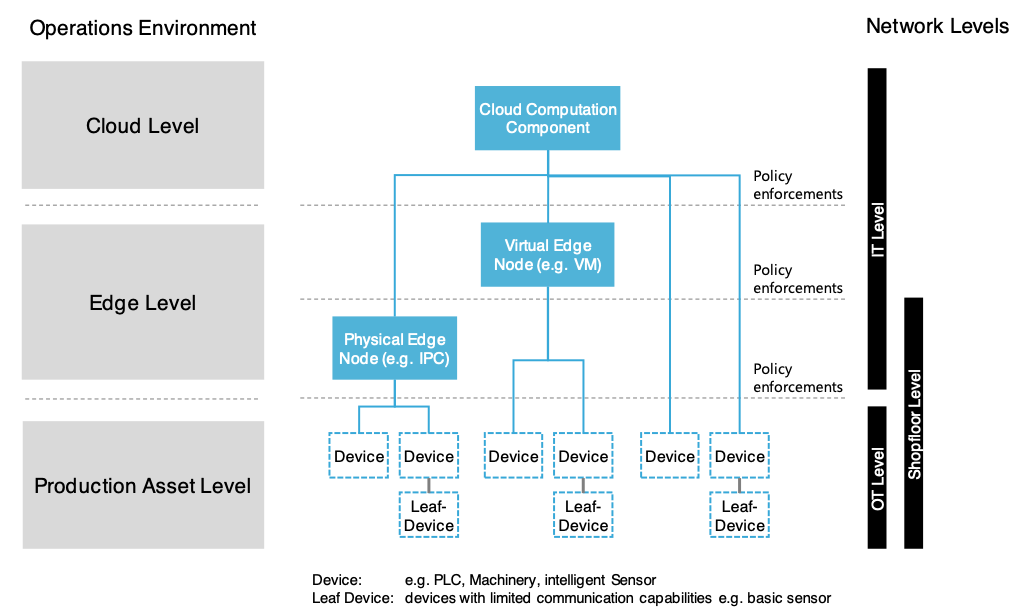 Operations Environment
Network Levels
Cloud Level
Cloud Computation
Component
Policy
enforcements
IT Level
Edge Level
Virtual Edge
Node (e.g. VM)
Policy
enforcements
Physical Edge
Node (e.g. IPC)
Policy
enforcements
Shopfloor Level
Production Asset Level
Device
Device
Device
Device
Device
Device
OT Level
Leaf-
Device
Leaf-
Device
Leaf-
Device
Device: e.g. PLC, Machinery, intelligent Sensor
Leaf Device: devices with limited communication capabilities e.g. basic sensor